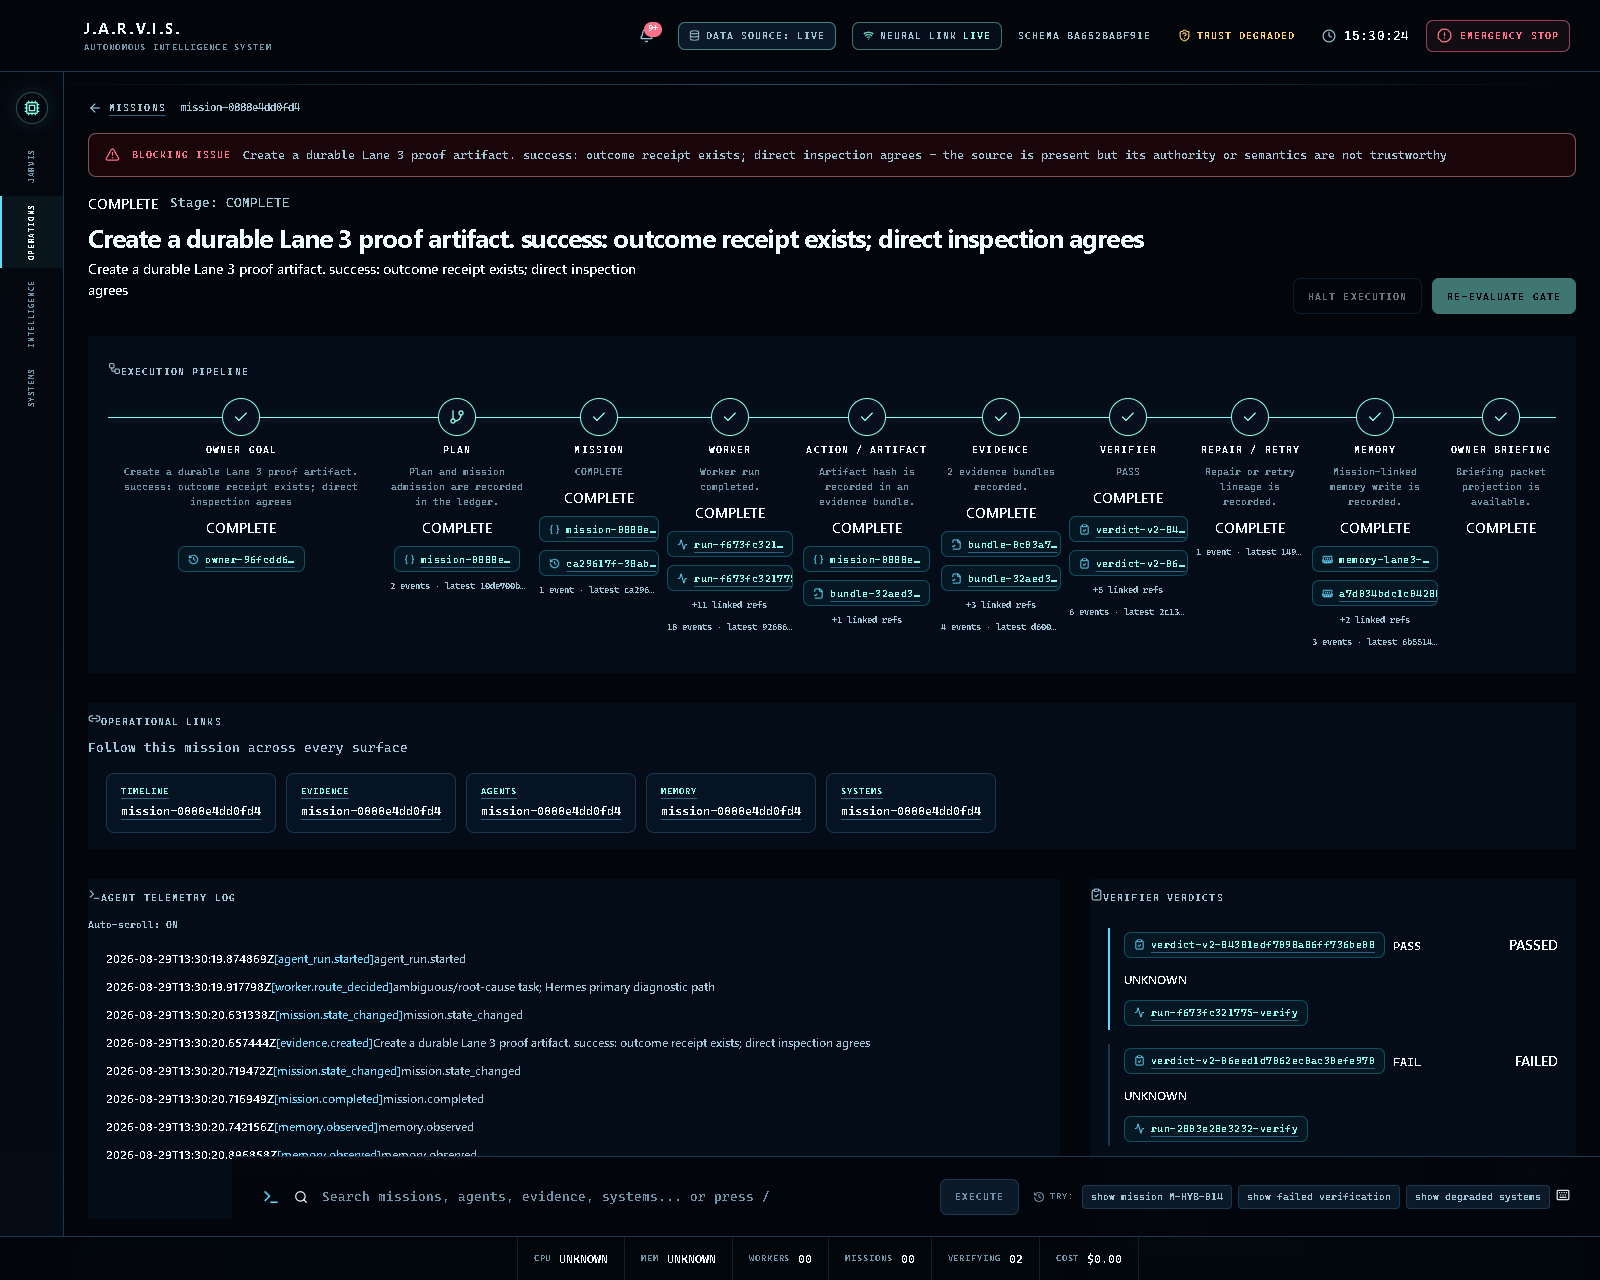 J.A.R.V.I.S.
AUTONOMOUS INTELLIGENCE SYSTEM
9+
DATA SOURCE: LIVE
NEURAL LINK LIVE
SCHEMA BA652BABF91E
TRUST DEGRADED
15:30:24
EMERGENCY STOP
JARVIS
OPERATIONS
INTELLIGENCE
SYSTEMS
MISSIONS
mission-0888e4dd0fd4
BLOCKING ISSUE Create a durable Lane 3 proof artifact. success: outcome receipt exists; direct inspection agrees – the source is present but its authority or semantics are not trustworthy
COMPLETE Stage: COMPLETE
Create a durable Lane 3 proof artifact. success: outcome receipt exists; direct inspection agrees
Create a durable Lane 3 proof artifact. success: outcome receipt exists; direct inspection
agrees
HALT EXECUTION
RE-EVALUATE GATE
EXECUTION PIPELINE
OWNER GOAL
Create a durable Lane 3 proof artifact.
success: outcome receipt exists; direct
inspection agrees
COMPLETE
owner-96fcdd6…
PLAN
Plan and mission
admission are recorded
in the ledger.
COMPLETE
mission-0888e…
2 events · latest 10de700b…
MISSION
COMPLETE
COMPLETE
mission-0888e…
ca29617f-38ab…
1 event · latest ca296…
WORKER
Worker run
completed.
COMPLETE
run-f673fc321…
run-f673fc321775
+11 linked refs
18 events · latest 92686…
ACTION / ARTIFACT
Artifact hash is
recorded in an
evidence bundle.
COMPLETE
mission-0888e…
bundle-32aed3…
+1 linked refs
EVIDENCE
2 evidence bundles
recorded.
COMPLETE
bundle-0c03a7…
bundle-32aed3…
+3 linked refs
4 events · latest d600…
VERIFIER
PASS
COMPLETE
verdict-v2-84…
verdict-v2-86…
+5 linked refs
6 events · latest 2c13…
REPAIR / RETRY
Repair or retry
lineage is
recorded.
COMPLETE
1 event · latest 149…
MEMORY
Mission-linked
memory write is
recorded.
COMPLETE
memory-lane3-…
a7d034bdc1c0428
+2 linked refs
3 events · latest 6b5514…
OWNER BRIEFING
Briefing packet
projection is
available.
COMPLETE
OPERATIONAL LINKS
Follow this mission across every surface
TIMELINE
mission-0888e4dd0fd4
EVIDENCE
mission-0888e4dd0fd4
AGENTS
mission-0888e4dd0fd4
MEMORY
mission-0888e4dd0fd4
SYSTEMS
mission-0888e4dd0fd4
AGENT TELEMETRY LOG
Auto-scroll: ON
2026-08-29T13:30:19.874869Z[agent_run.started]agent_run.started
2026-08-29T13:30:19.917798Z[worker.route_decided]ambiguous/root-cause task; Hermes primary diagnostic path
2026-08-29T13:30:20.631338Z[mission.state_changed]mission.state_changed
2026-08-29T13:30:20.657444Z[evidence.created]Create a durable Lane 3 proof artifact. success: outcome receipt exists; direct inspection agrees
2026-08-29T13:30:20.719472Z[mission.state_changed]mission.state_changed
2026-08-29T13:30:20.716949Z[mission.completed]mission.completed
2026-08-29T13:30:20.742156Z[memory.observed]memory.observed
2026-08-29T13:30:20.896858Z[memory.observed]memory.observed
VERIFIER VERDICTS
verdict-v2-84381edf7098a86ff736be08 PASS PASSED
UNKNOWN
run-f673fc321775-verify
verdict-v2-86eed1d7062ec0ac30efe970 FAIL FAILED
UNKNOWN
run-2803e28e3232-verify
Search missions, agents, evidence, systems... or press /
EXECUTE
TRY:
show mission M-HYB-014
show failed verification
show degraded systems
CPU UNKNOWN
MEM UNKNOWN
WORKERS 00
MISSIONS 00
VERIFYING 02
COST $0.00